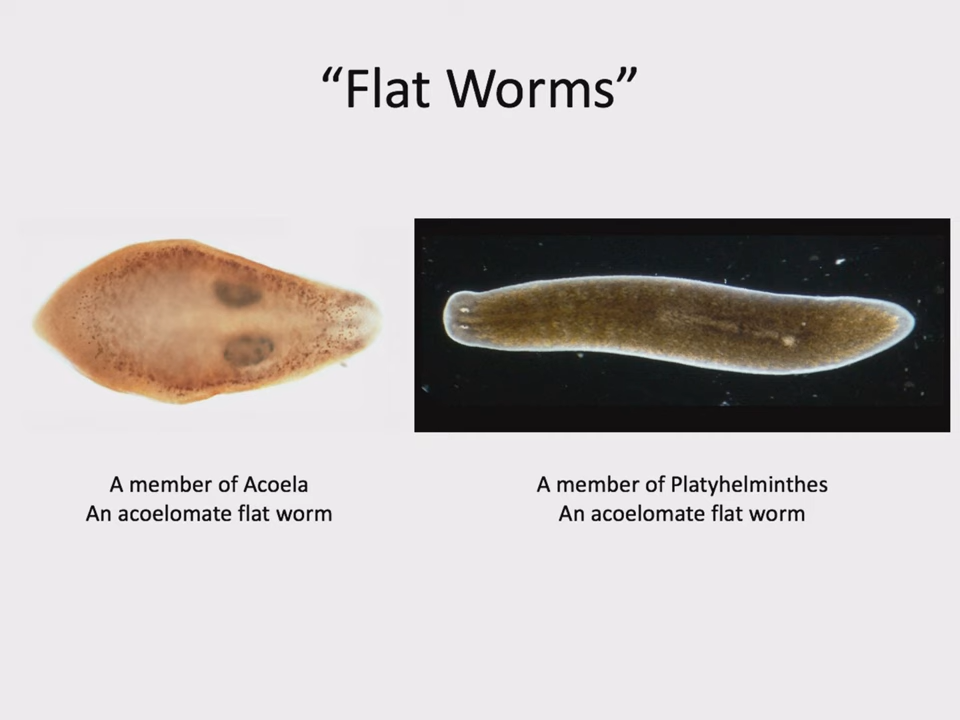 “Flat Worms”
A member of Acoela
An acoelomate flat worm
A member of Platyhelminthes
An acoelomate flat worm